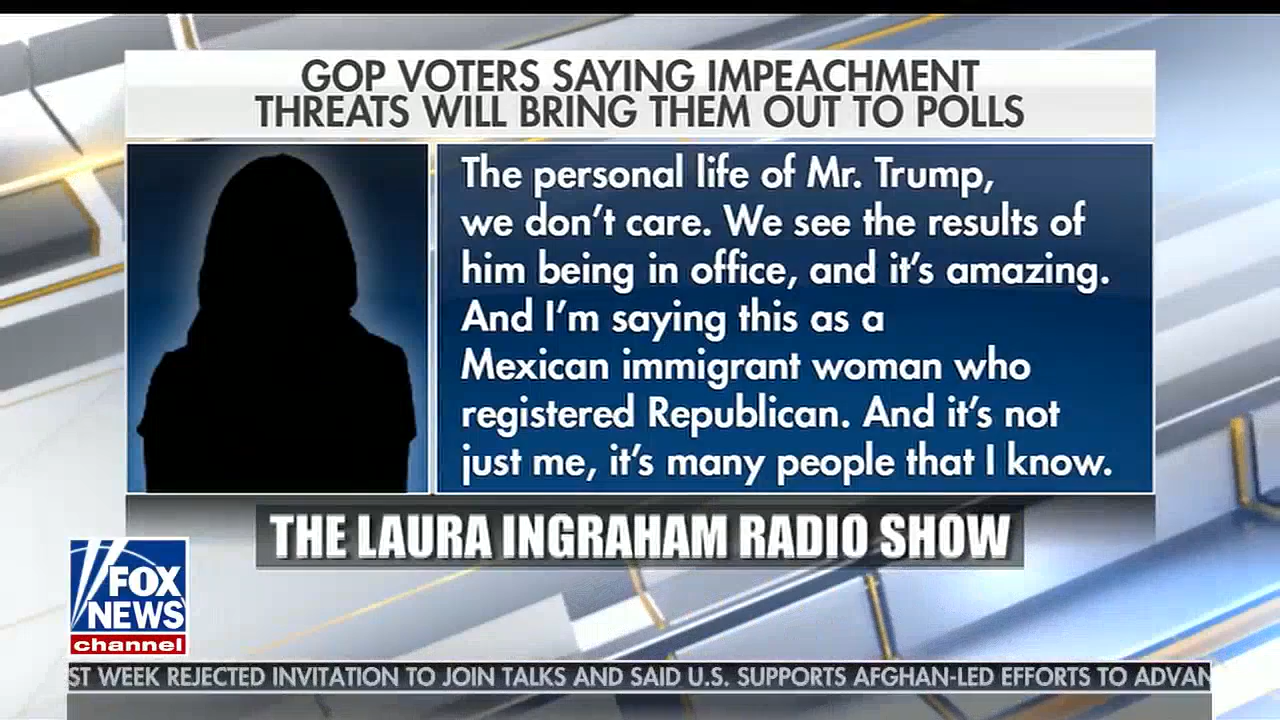 GOP VOTERS SAYING IMPEACHMENT
THREATS WILL BRING THEM OUT TO POLLS
The personal life of Mr. Trump,
we don't care. We see the results of
him being in office, and it's amazing.
And I'm saying this as a
Mexican immigrant woman who
registered Republican. And it's not
just me, it's many people that I know.
THE LAURA INGRAHAM RADIO SHOW
FOX
NEWS
channel
WEEK REJECTED INVITATION TO JOIN TALKS AND SAID U.S. SUPPORTS AFGHAN-LED EFFORTS TO